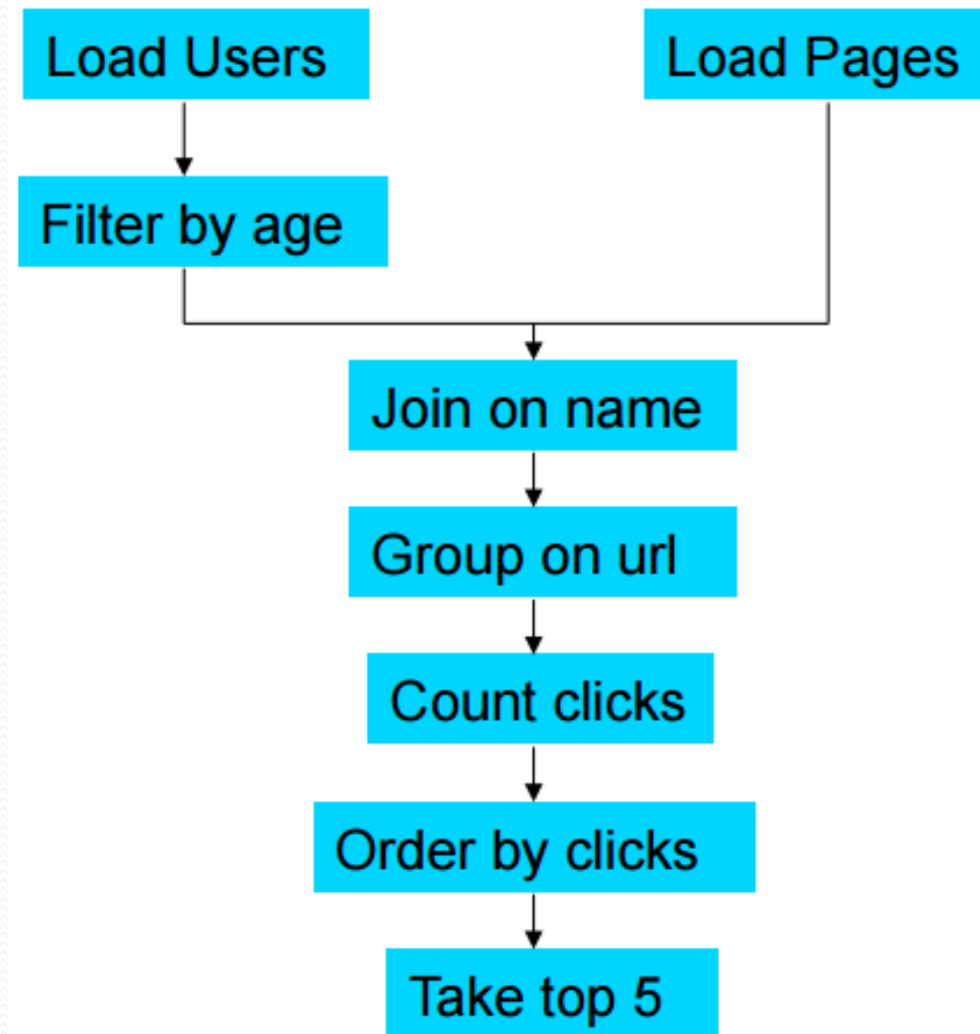 Load Users
Load Pages
Filter by age
Join on name
Group on url
Count clicks
Order by clicks
Take top 5